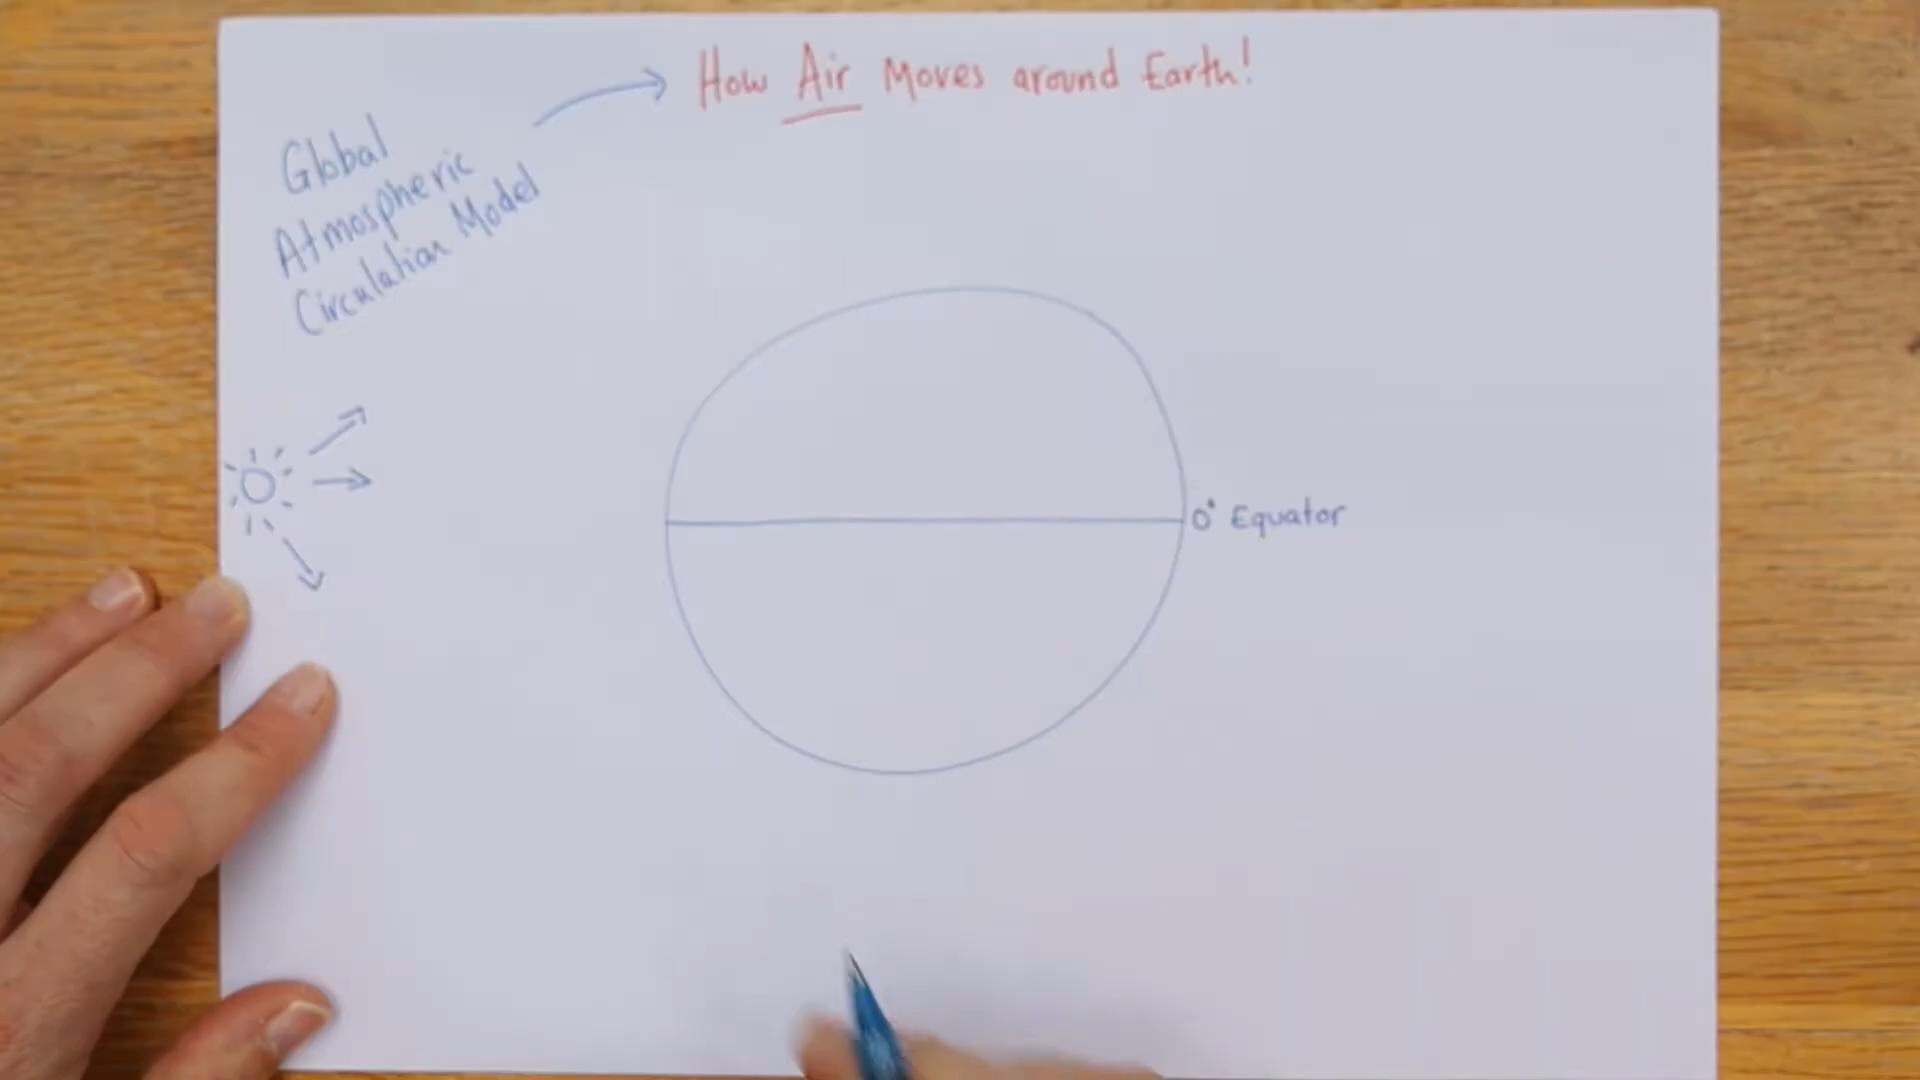 How Air Moves around Earth!
Global
Atmospheric
Circulation Model
0° Equator